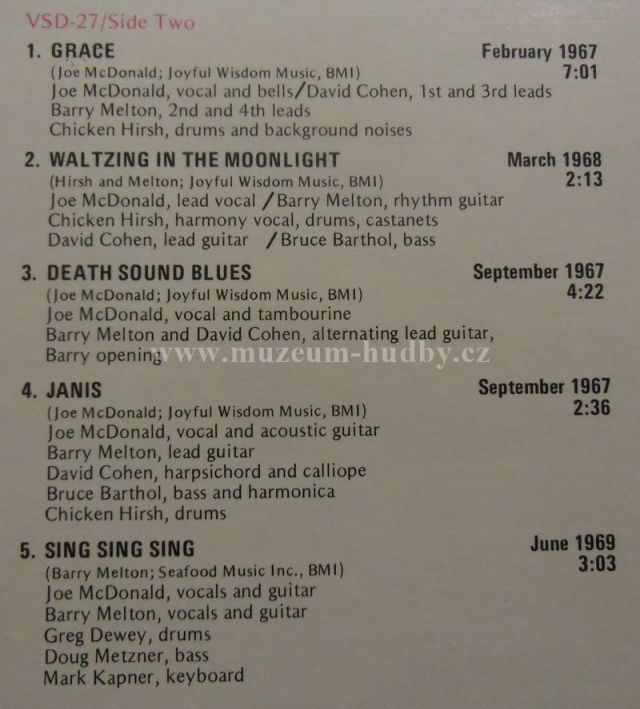 VSD-27/Side Two
1. GRACE February 1967
(Joe McDonald; Joyful Wisdom Music, BMI) 7:01
Joe McDonald, vocal and bells/David Cohen, 1st and 3rd leads
Barry Melton, 2nd and 4th leads
Chicken Hirsh, drums and background noises
2. WALTZING IN THE MOONLIGHT March 1968
(Hirsh and Melton; Joyful Wisdom Music, BMI) 2:13
Joe McDonald, lead vocal /Barry Melton, rhythm guitar
Chicken Hirsh, harmony vocal, drums, castanets
David Cohen, lead guitar /Bruce Barthol, bass
3. DEATH SOUND BLUES September 1967
(Joe McDonald; Joyful Wisdom Music, BMI) 4:22
Joe McDonald, vocal and tambourine
Barry Melton and David Cohen, alternating lead guitar,
Barry opening
www.muzeum-hudby.cz
4. JANIS September 1967
(Joe McDonald; Joyful Wisdom Music, BMI) 2:36
Joe McDonald, vocal and acoustic guitar
Barry Melton, lead guitar
David Cohen, harpsichord and calliope
Bruce Barthol, bass and harmonica
Chicken Hirsh, drums
5. SING SING SING June 1969
(Barry Melton; Seafood Music Inc., BMI) 3:03
Joe McDonald, vocals and guitar
Barry Melton, vocals and guitar
Greg Dewey, drums
Doug Metzner, bass
Mark Kapner, keyboard